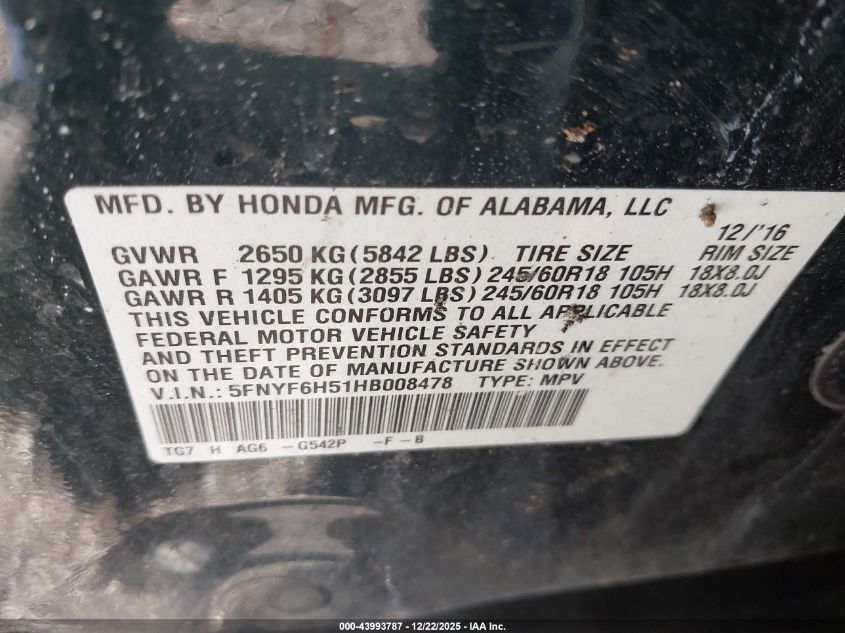 MFD. BY HONDA MFG. OF ALABAMA, LLC
12/'16
GVWR 2650 KG (5842 LBS) TIRE SIZE RIM SIZE
GAWR F 1295 KG (2855 LBS) 245/60R18 105H 18X8.0J
GAWR R 1405 KG (3097 LBS) 245/60R18 105H 18X8.0J
THIS VEHICLE CONFORMS TO ALL APPLICABLE
FEDERAL MOTOR VEHICLE SAFETY
AND THEFT PREVENTION STANDARDS IN EFFECT
ON THE DATE OF MANUFACTURE SHOWN ABOVE.
V.I.N.: 5FNYF6H51HB008478 TYPE: MPV
TG7 H AG6 -G542P -F-B
000-43993787 - 12/22/2025 - IAA Inc.